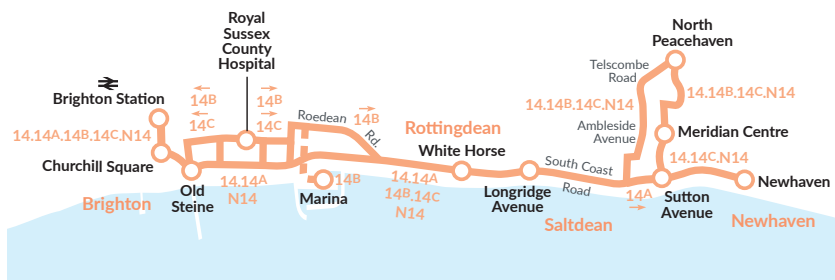 Royal
Sussex
County
Hospital
North
Peacehaven
Telscombe
Road
Brighton Station
14B
14B
14B.14B.14C.N14
14.14B.14C.N14
14C
14C
Roedean
Rd.
14B
Rottingdean
Ambleside
Avenue
Meridian Centre
14.14A.14B.14C.N14
White Horse
14.14C.N14
Churchill Square
South Coast
Road
Newhaven
14.14A
N14
14B
14.14A
14B.14C
N14
Old
Steine
Marina
Longridge
Avenue
14A
Sutton
Avenue
Brighton
Saltdean
Newhaven